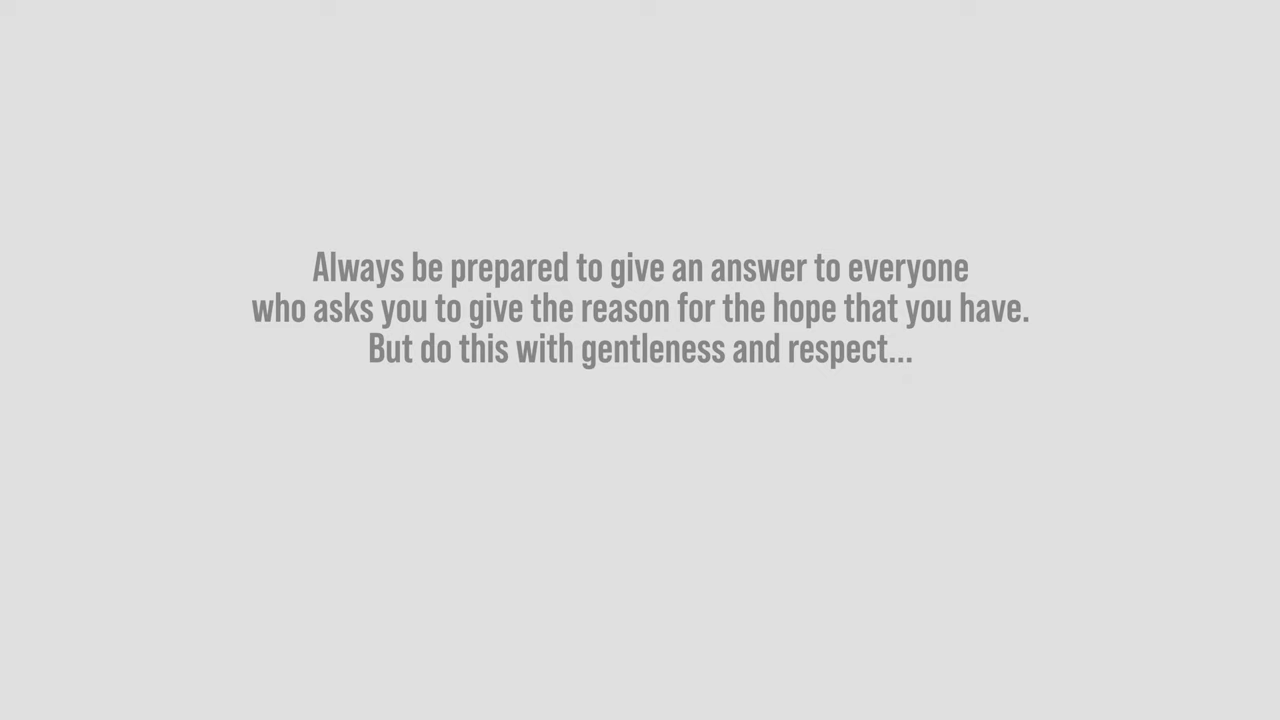 Always be prepared to give an answer to everyone
who asks you to give the reason for the hope that you have.
But do this with gentleness and respect...